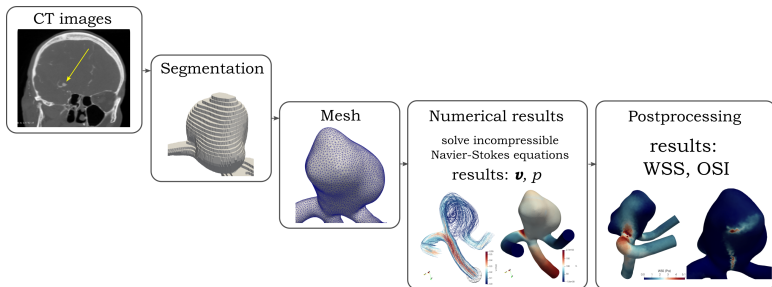 CT images
Segmentation
Mesh
Numerical results
solve incompressible
Navier-Stokes equations
results: v, p
Postprocessing
results:
WSS, OSI